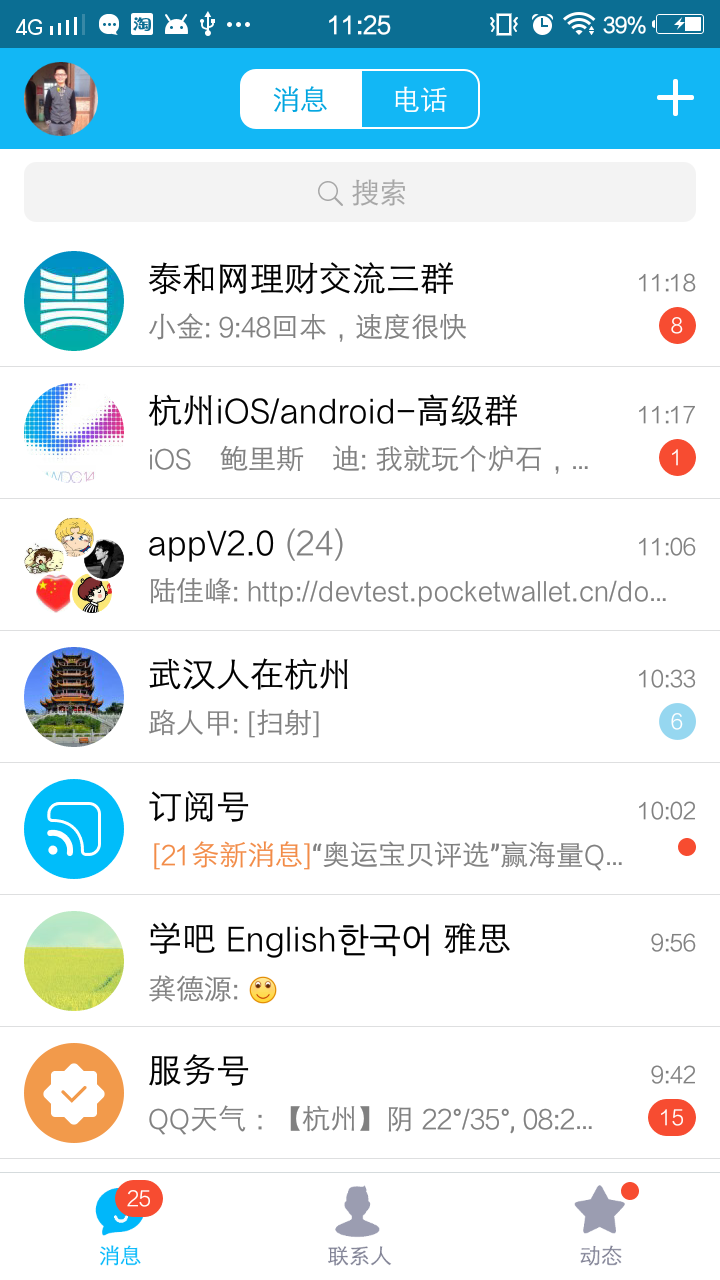 4G 11:25 39%
消息 电话
搜索
泰和网理财交流三群 11:18
小金: 9:48回本，速度很快 8
杭州iOS/android-高级群 11:17
iOS 鲍里斯 迪: 我就玩个炉石，... 1
appV2.0 (24) 11:06
陆佳峰: http://devtest.pocketwallet.cn/do...
武汉人在杭州 10:33
路人甲: [扫射] 6
订阅号 10:02
[21条新消息]“奥运宝贝评选”赢海量Q...
学吧 English한국어 雅思 9:56
龚德源:
服务号 9:42
QQ天气：【杭州】阴 22°/35°, 08:2... 15
25
消息 联系人 动态